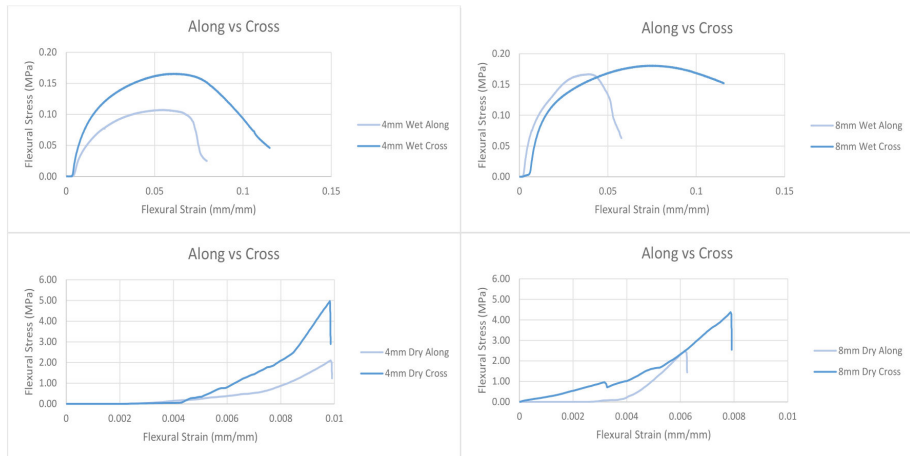 Along vs Cross
Flexural Stress (MPa)
0.20
0.15
0.10
0.05
0.00
0
0.05
0.1
0.15
Flexural Strain (mm/mm)
4mm Wet Along
4mm Wet Cross
Along vs Cross
Flexural Stress (MPa)
0.20
0.15
0.10
0.05
0.00
0
0.05
0.1
0.15
Flexural Strain (mm/mm)
8mm Wet Along
8mm Wet Cross
Along vs Cross
Flexural Stress (MPa)
6.00
5.00
4.00
3.00
2.00
1.00
0.00
0
0.002
0.004
0.006
0.008
0.01
Flexural Strain (mm/mm)
4mm Dry Along
4mm Dry Cross
Along vs Cross
Flexural Stress (MPa)
6.00
5.00
4.00
3.00
2.00
1.00
0.00
0
0.002
0.004
0.006
0.008
0.01
Flexural Strain (mm/mm)
8mm Dry Along
8mm Dry Cross